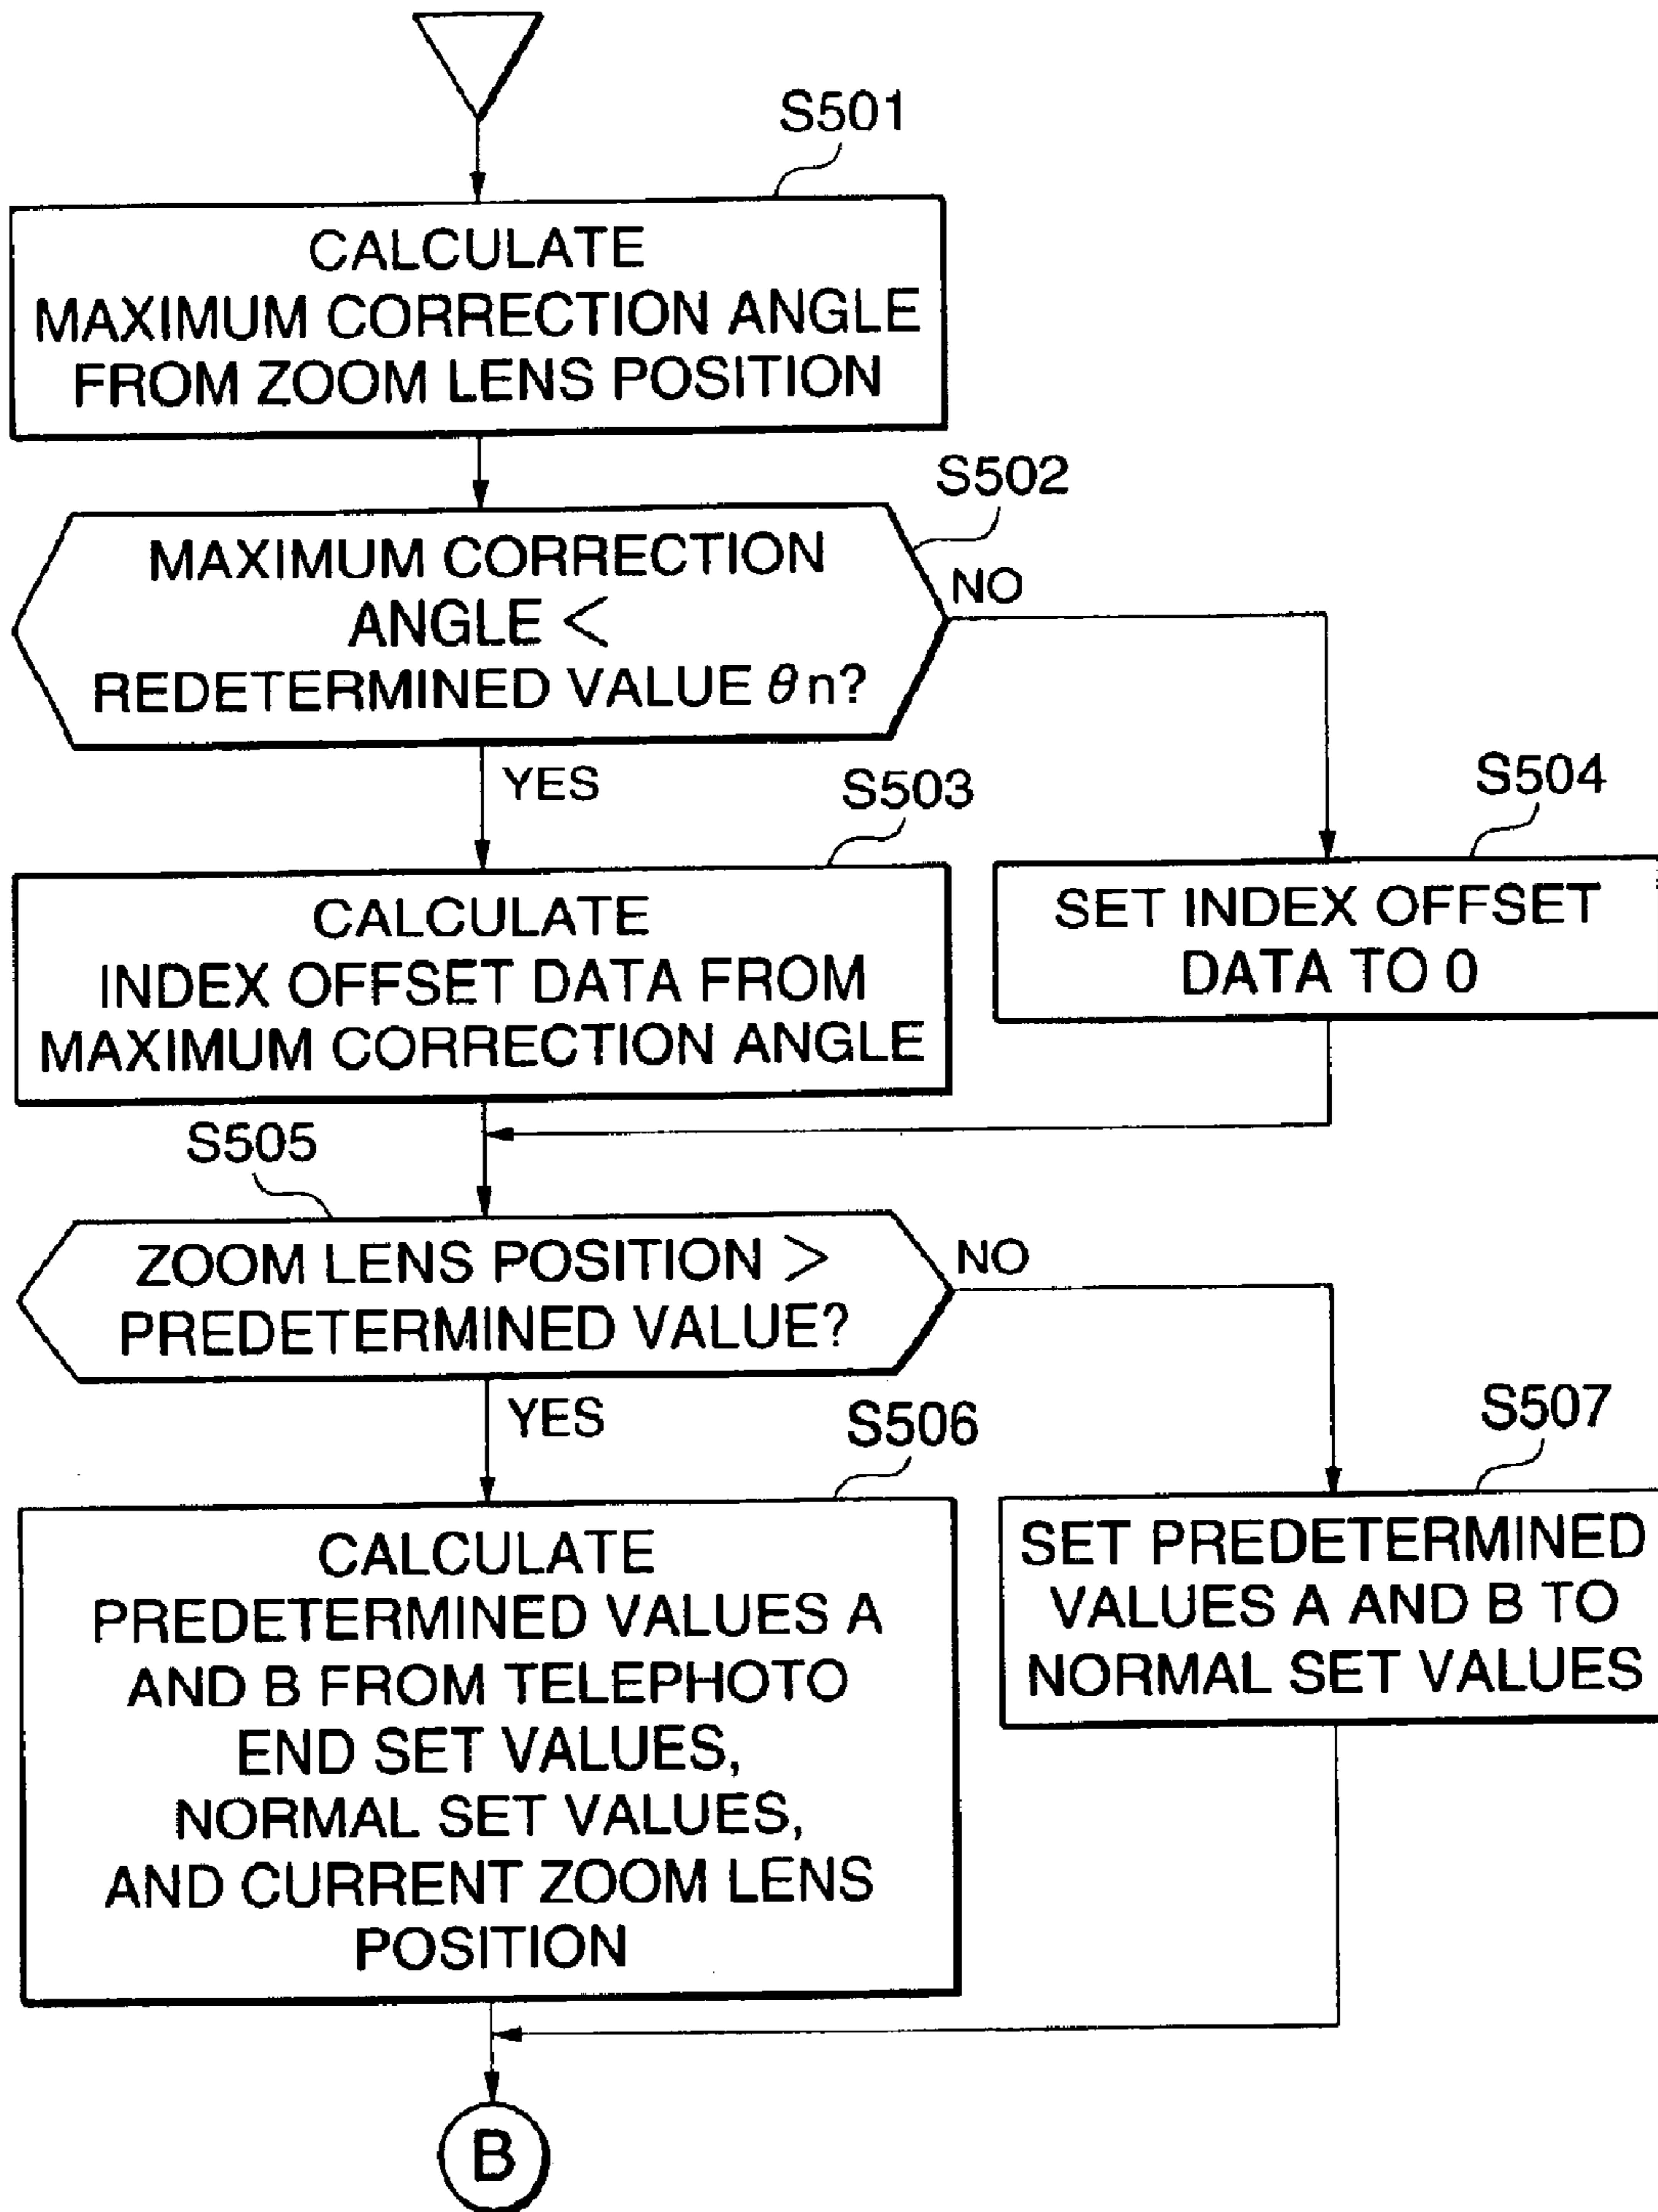 S501
CALCULATE
MAXIMUM CORRECTION ANGLE
FROM ZOOM LENS POSITION
S502
MAXIMUM CORRECTION
ANGLE <
REDETERMINED VALUE θn?
NO
YES
S503
CALCULATE
INDEX OFFSET DATA FROM
MAXIMUM CORRECTION ANGLE
S504
SET INDEX OFFSET
DATA TO 0
S505
ZOOM LENS POSITION >
PREDETERMINED VALUE?
NO
YES
S506
CALCULATE
PREDETERMINED VALUES A
AND B FROM TELEPHOTO
END SET VALUES,
NORMAL SET VALUES,
AND CURRENT ZOOM LENS
POSITION
S507
SET PREDETERMINED
VALUES A AND B TO
NORMAL SET VALUES
B